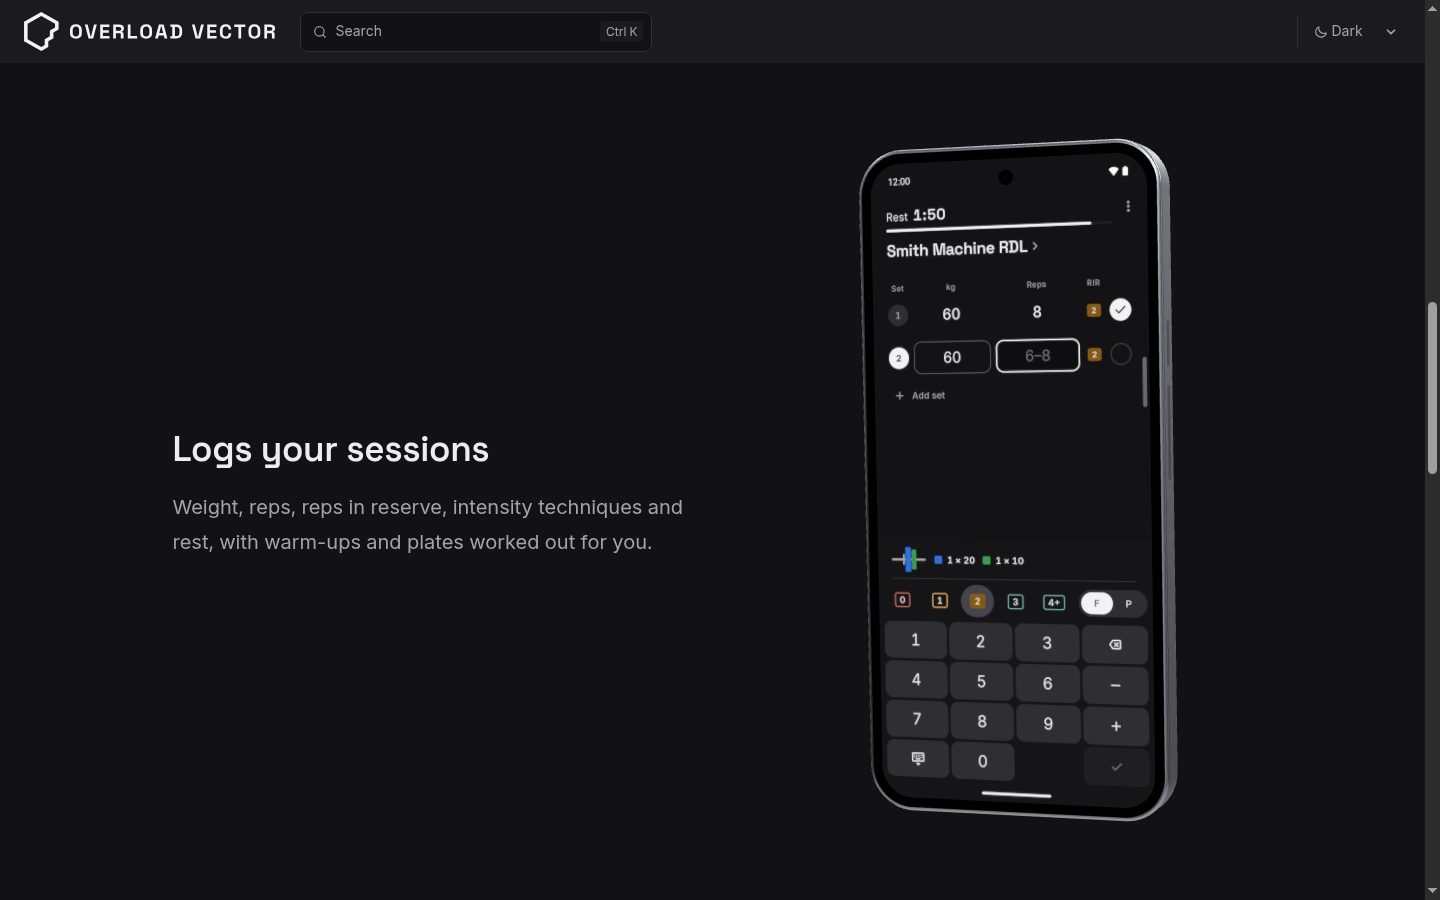 OVERLOAD VECTOR
Search
Ctrl K
Dark
Logs your sessions
Weight, reps, reps in reserve, intensity techniques and
rest, with warm-ups and plates worked out for you.
12:00
Rest 1:50
Smith Machine RDL
Set kg Reps RIR
1 60 8 2
2 60 6–8 2
+ Add set
1 × 20 1 × 10
0 1 2 3 4+ F P
1 2 3
4 5 6 −
7 8 9 +
0